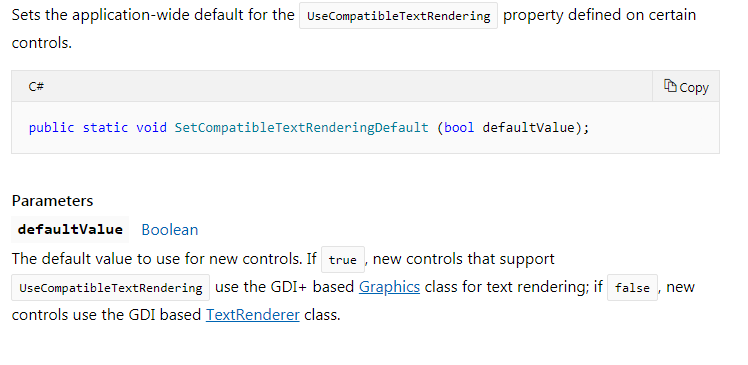 Sets the application-wide default for the UseCompatibleTextRendering property defined on certain
controls.
C#
Copy
public static void SetCompatibleTextRenderingDefault (bool defaultValue);
Parameters
defaultValue Boolean
The default value to use for new controls. If true, new controls that support
UseCompatibleTextRendering use the GDI+ based Graphics class for text rendering; if false, new
controls use the GDI based TextRenderer class.